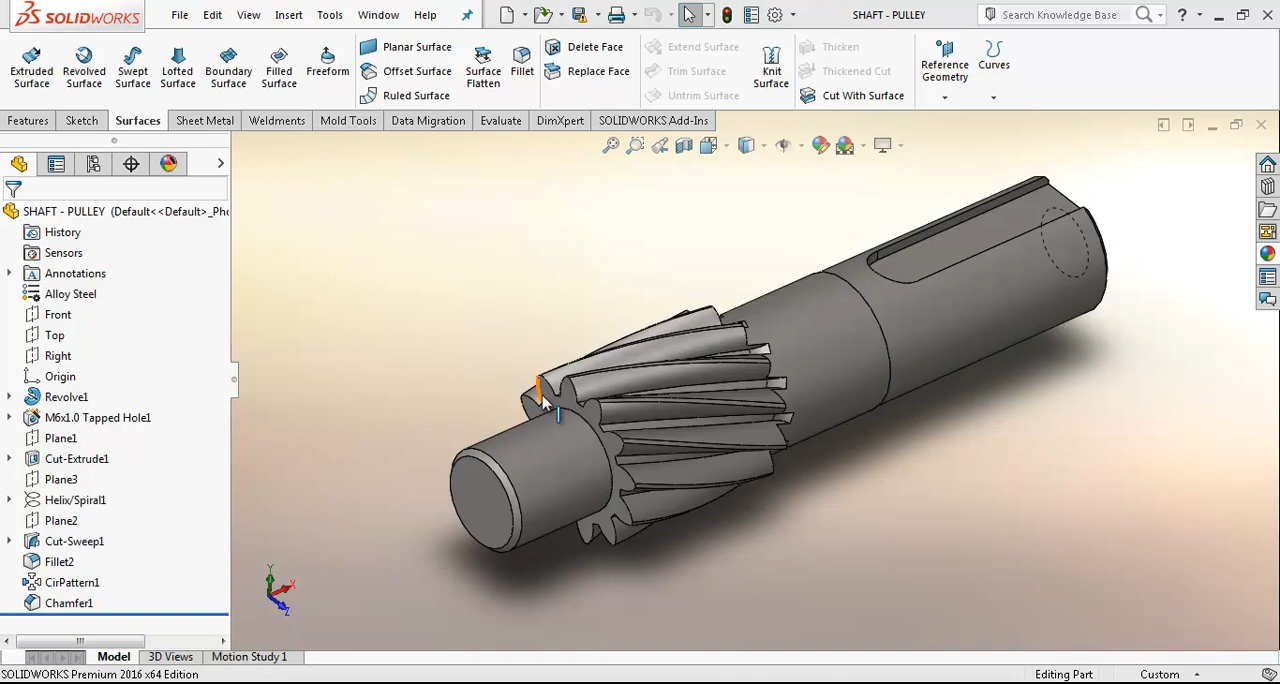 SOLIDWORKS File Edit View Insert Tools Window Help SHAFT - PULLEY Search Knowledge Base ?
Extruded Surface
Revolved Surface
Swept Surface
Lofted Surface
Boundary Surface
Filled Surface
Freeform
Planar Surface
Offset Surface
Ruled Surface
Surface Flatten
Fillet
Delete Face
Replace Face
Extend Surface
Trim Surface
Untrim Surface
Knit Surface
Thicken
Thickened Cut
Cut With Surface
Reference Geometry
Curves
Features Sketch Surfaces Sheet Metal Weldments Mold Tools Data Migration Evaluate DimXpert SOLIDWORKS Add-Ins
SHAFT - PULLEY (Default<<Default>_Pho
History
Sensors
Annotations
Alloy Steel
Front
Top
Right
Origin
Revolve1
M6x1.0 Tapped Hole1
Plane1
Cut-Extrude1
Plane3
Helix/Spiral1
Plane2
Cut-Sweep1
Fillet2
CirPattern1
Chamfer1
Y
X
Z
Model 3D Views Motion Study 1
SOLIDWORKS Premium 2016 x64 Edition Editing Part Custom